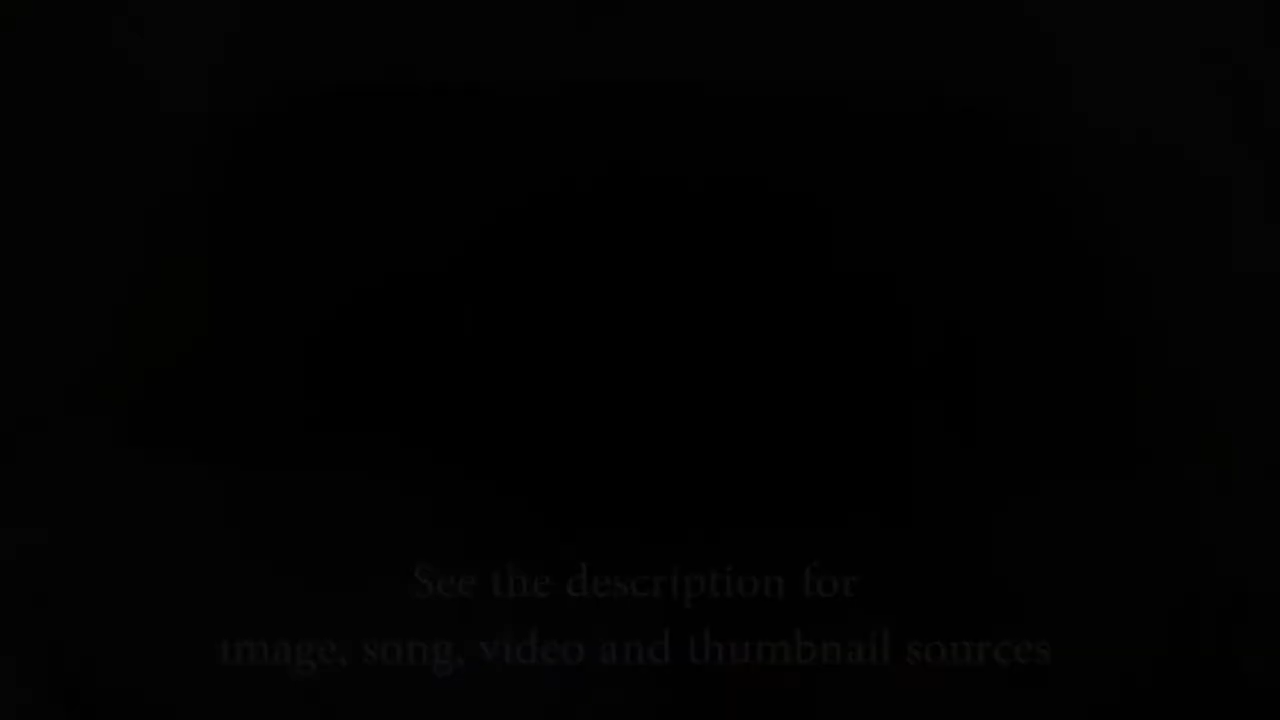 See the description for
image, song, video and thumbnail sources